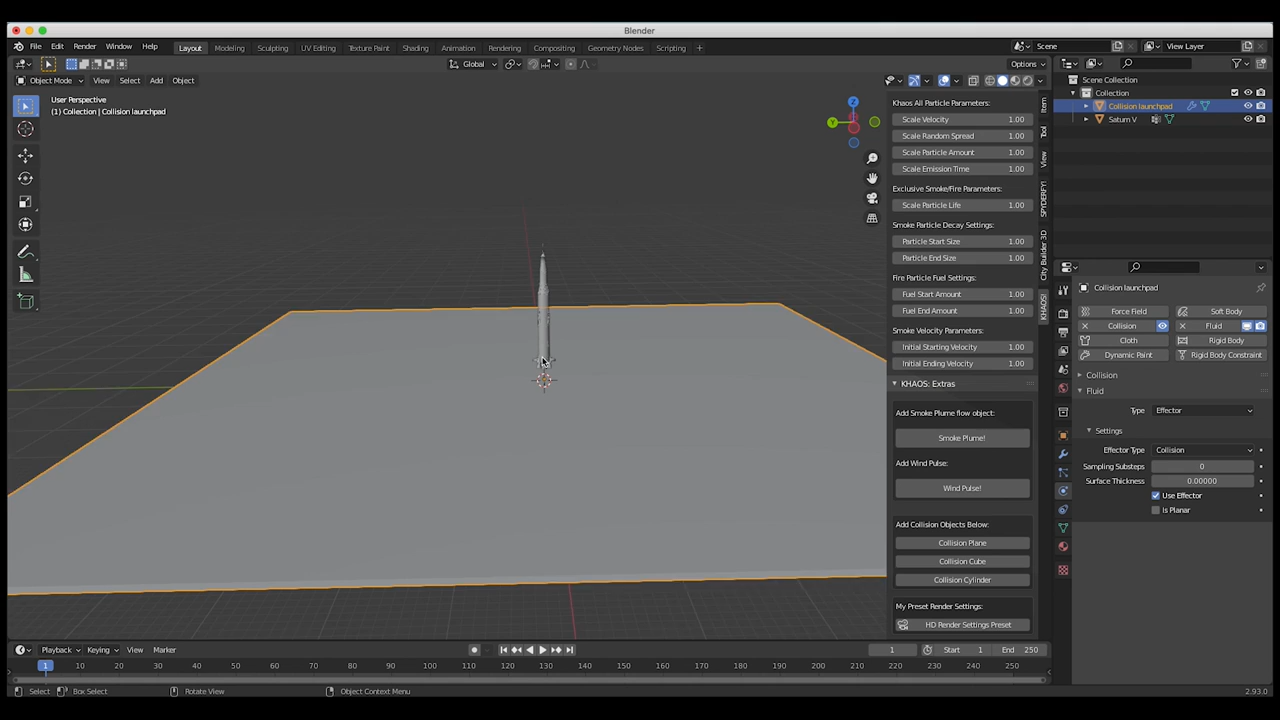 Blender
File Edit Render Window Help
Layout Modeling Sculpting UV Editing Texture Paint Shading Animation Rendering Compositing Geometry Nodes Scripting +
Scene
View Layer
Global
Options
Object Mode View Select Add Object
User Perspective
(1) Collection | Collision launchpad
Z
Y
Khaos All Particle Parameters:
Scale Velocity 1.00
Scale Random Spread 1.00
Scale Particle Amount 1.00
Scale Emission Time 1.00
Exclusive Smoke/Fire Parameters:
Scale Particle Life 1.00
Smoke Particle Decay Settings:
Particle Start Size 1.00
Particle End Size 1.00
Fire Particle Fuel Settings:
Fuel Start Amount 1.00
Fuel End Amount 1.00
Smoke Velocity Parameters:
Initial Starting Velocity 1.00
Initial Ending Velocity 1.00
KHAOS: Extras
Add Smoke Plume flow object:
Smoke Plume!
Add Wind Pulse:
Wind Pulse!
Add Collision Objects Below:
Collision Plane
Collision Cube
Collision Cylinder
My Preset Render Settings:
HD Render Settings Preset
Item
Tool
View
SPYDERFY!
City Builder 3D
KHAOS!
Scene Collection
Collection
Collision launchpad
Saturn V
Collision launchpad
Force Field Soft Body
Collision Fluid
Cloth Rigid Body
Dynamic Paint Rigid Body Constraint
Collision
Fluid
Type Effector
Settings
Effector Type Collision
Sampling Substeps 0
Surface Thickness 0.00000
Use Effector
Is Planar
Playback Keying View Marker
1 Start 1 End 250
1 10 20 30 40 50 60 70 80 90 100 110 120 130 140 150 160 170 180 190 200 210 220 230 240 250
Select Box Select Rotate View Object Context Menu
2.93.0